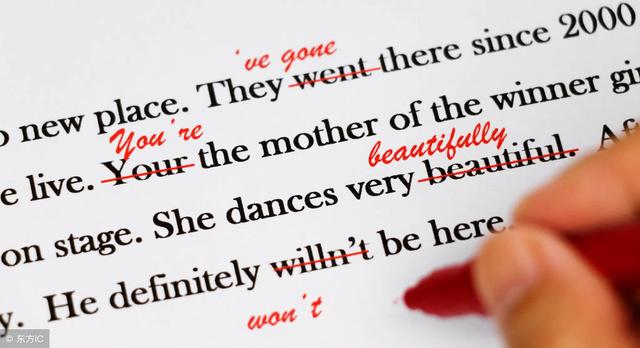 've gone
o new place. They went there since 2000
You're
e live. Your the mother of the winner gi
beautifully
on stage. She dances very beautiful. Af
y. He definitely willn't be here.
won't
© 东方IC